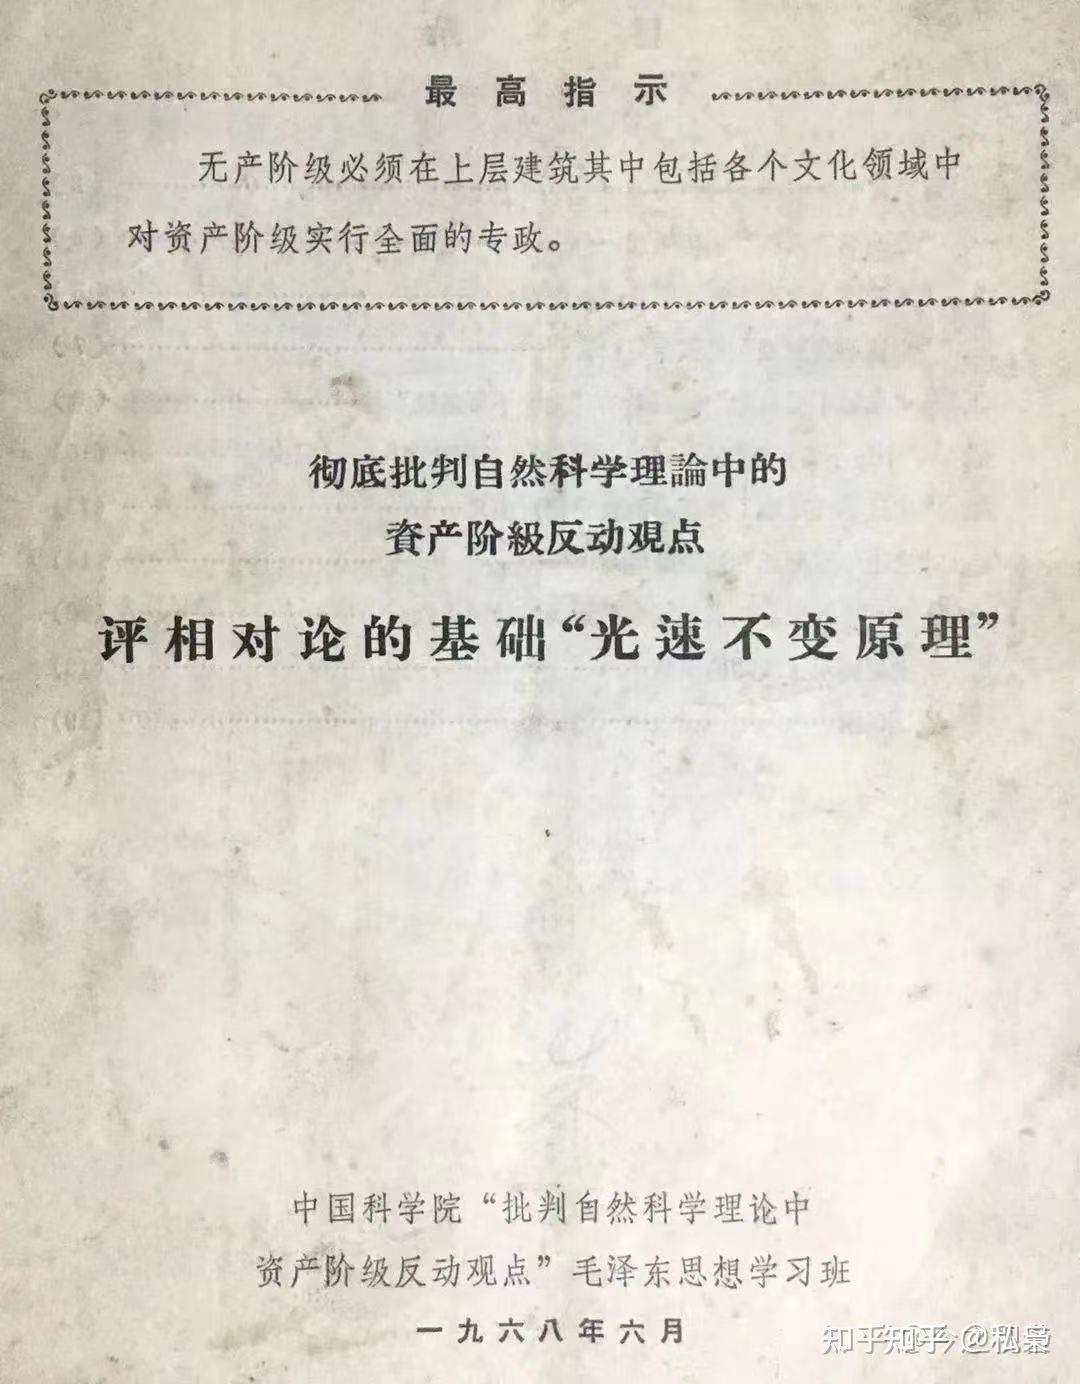 最高指示
无产阶级必须在上层建筑其中包括各个文化领域中
对资产阶级实行全面的专政。
彻底批判自然科学理論中的
資产阶級反动观点
评相对论的基础“光速不变原理”
中国科学院“批判自然科学理论中
资产阶级反动观点”毛泽东思想学习班
一九六八年六月
知乎 @私枭